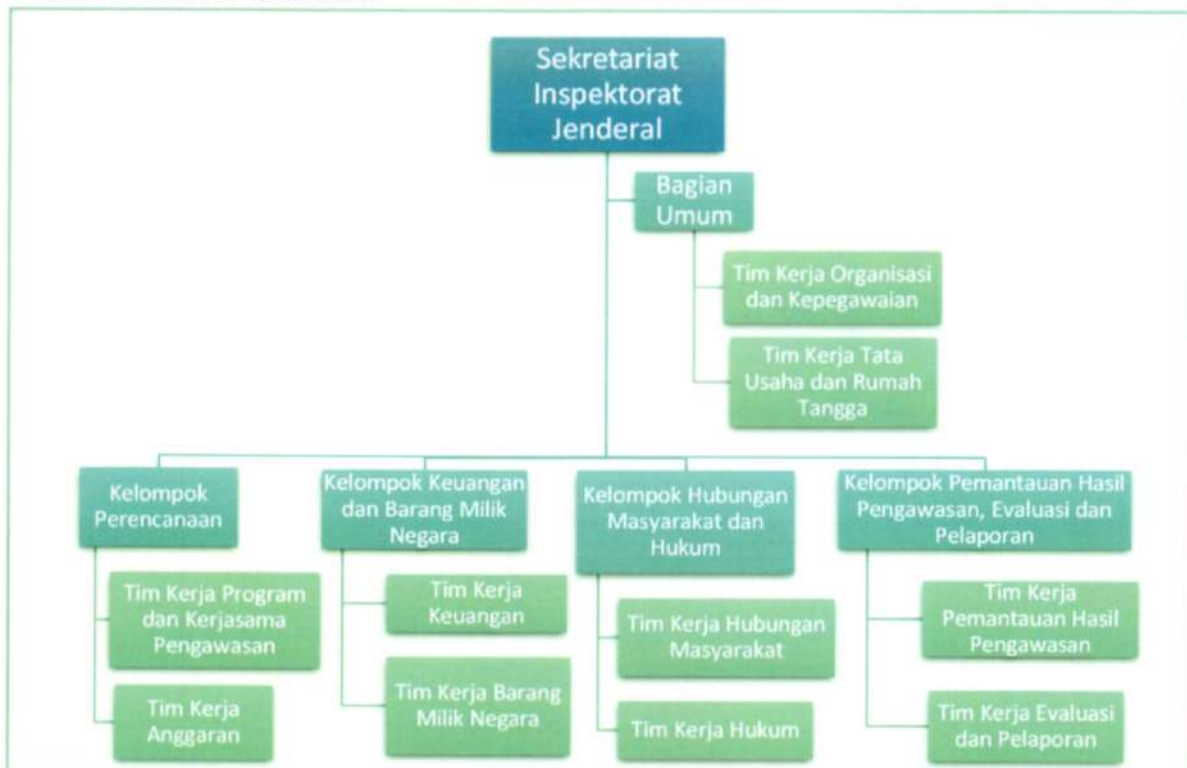 Sekretariat
Inspektorat
Jenderal
Bagian
Umum
Tim Kerja Organisasi
dan Kepegawaian
Tim Kerja Tata
Usaha dan Rumah
Tangga
Kelompok
Perencanaan
Tim Kerja Program
dan Kerjasama
Pengawasan
Tim Kerja
Anggaran
Kelompok Keuangan
dan Barang Milik
Negara
Tim Kerja
Keuangan
Tim Kerja Barang
Milik Negara
Kelompok Hubungan
Masyarakat dan
Hukum
Tim Kerja Hubungan
Masyarakat
Tim Kerja Hukum
Kelompok Pemantauan Hasil
Pengawasan, Evaluasi dan
Pelaporan
Tim Kerja
Pemantauan Hasil
Pengawasan
Tim Kerja Evaluasi
dan Pelaporan